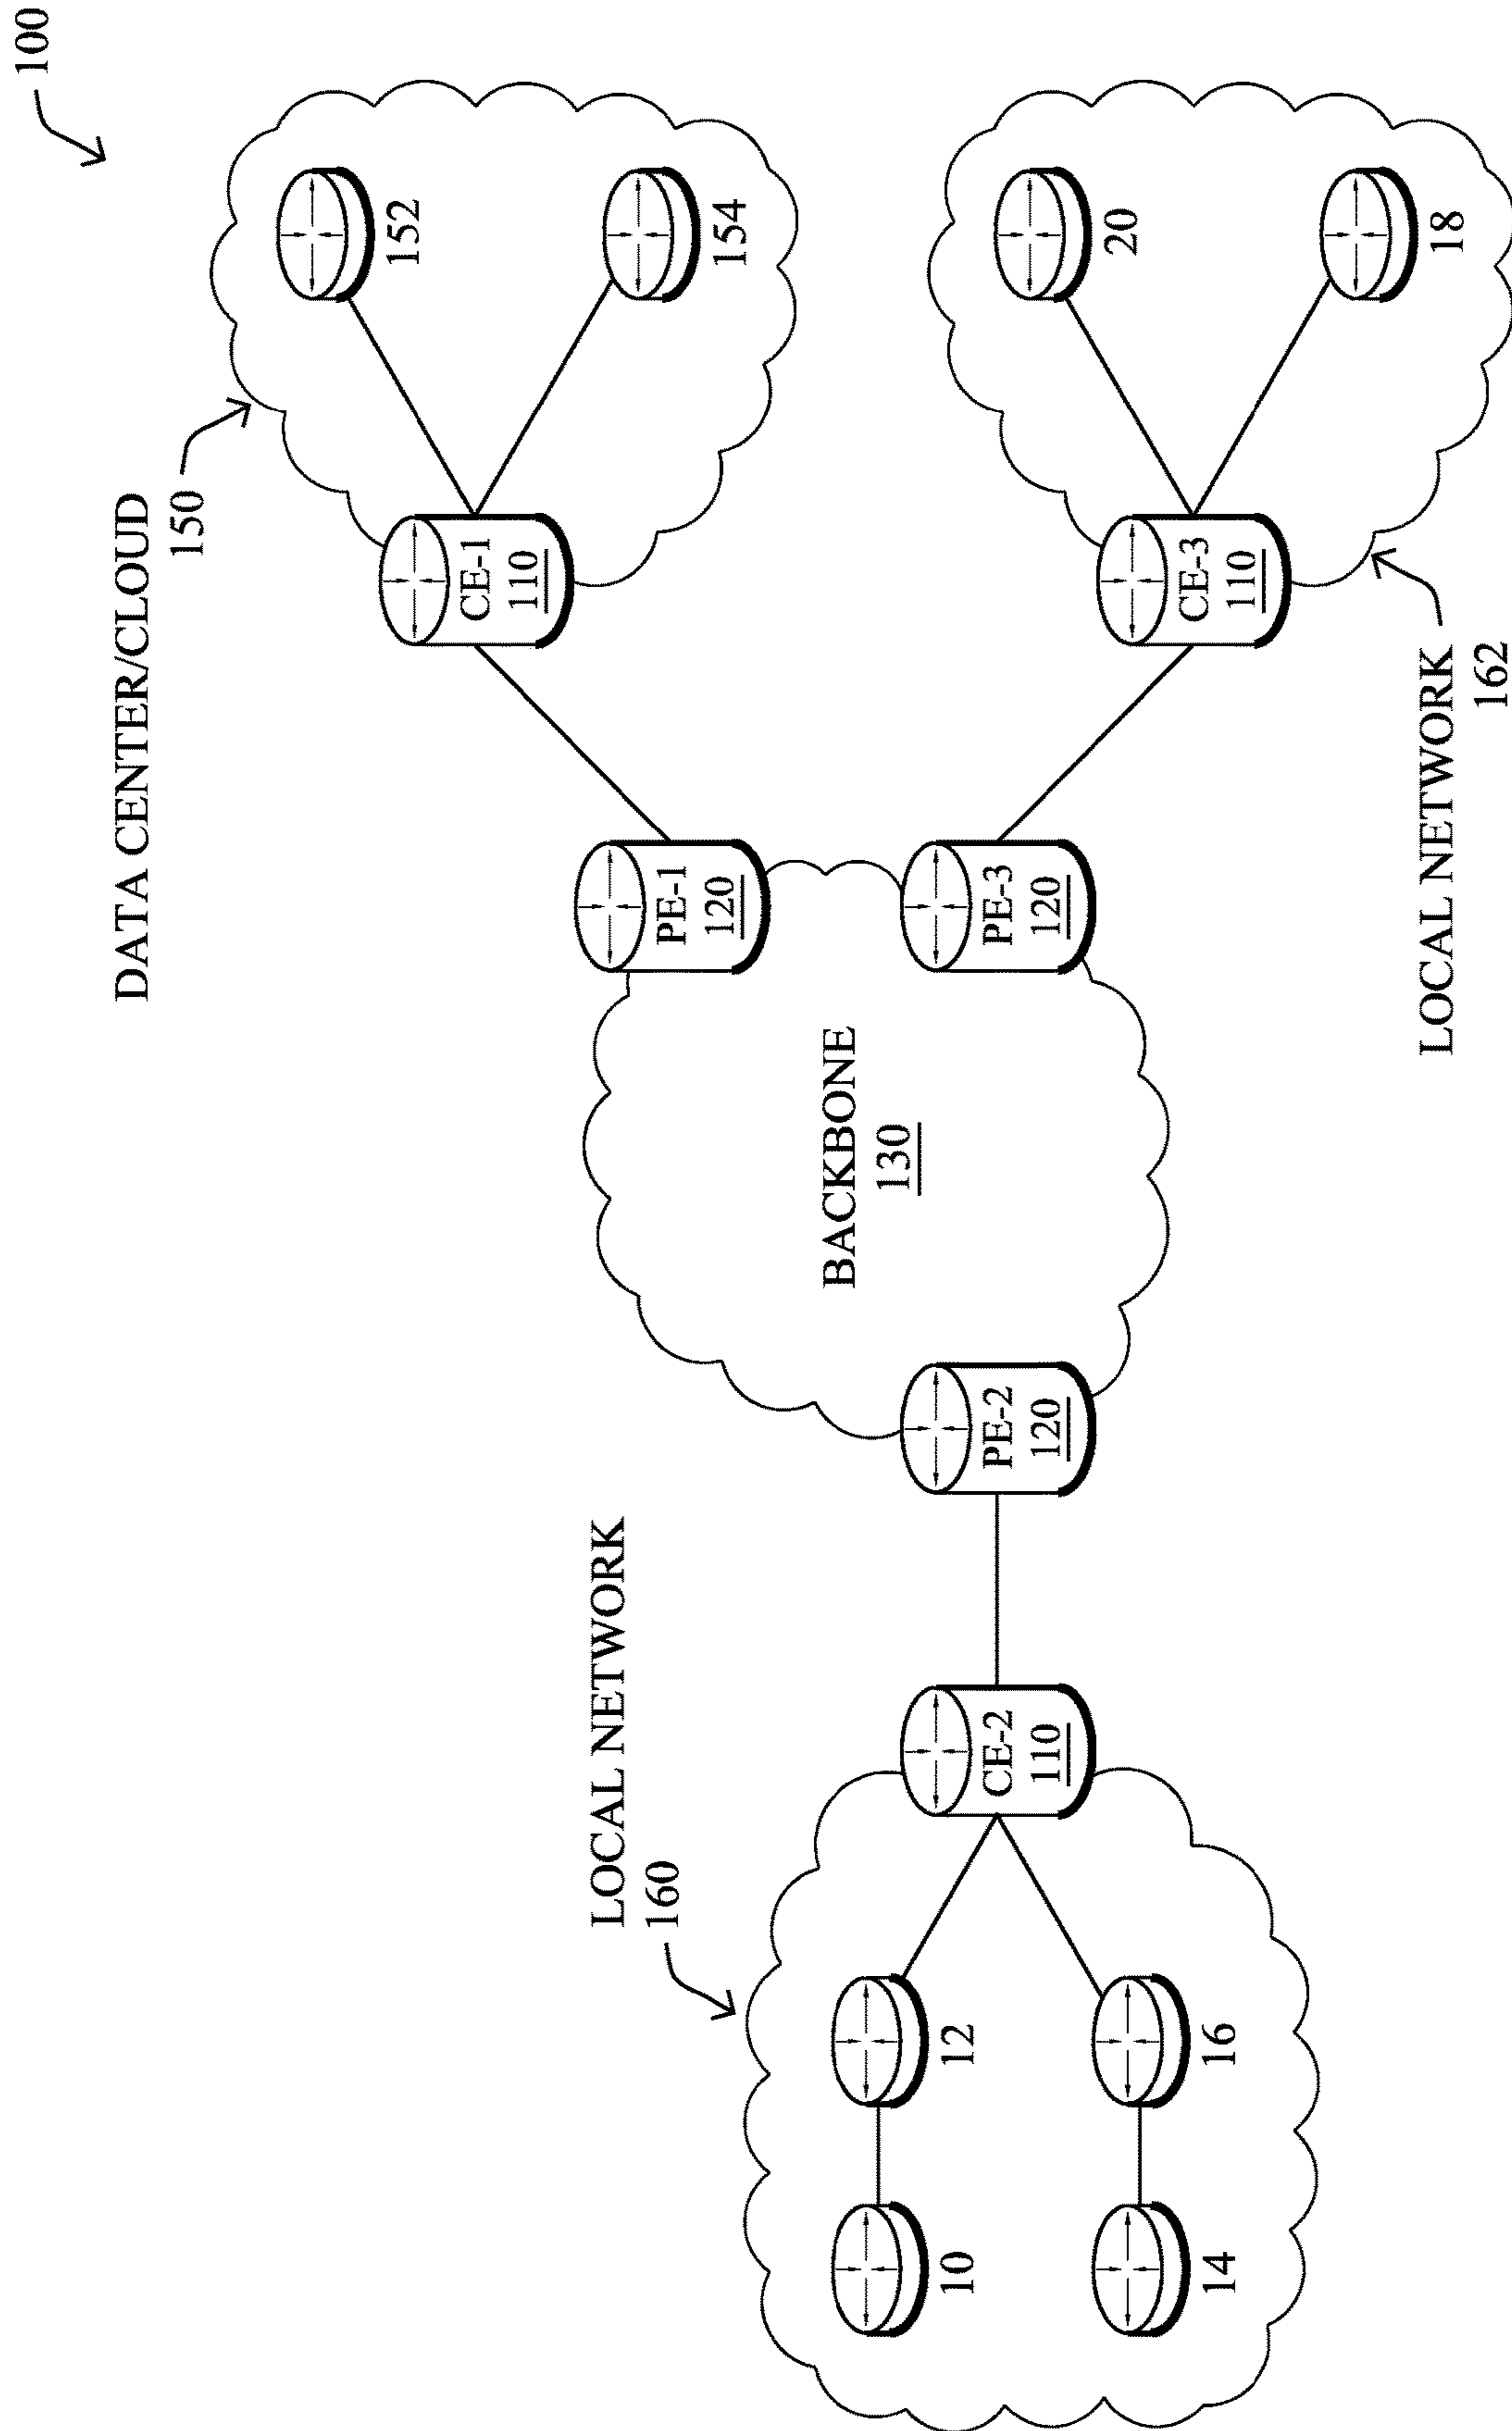 100
DATA CENTER/CLOUD
150
152
154
CE-1
110
PE-1
120
LOCAL NETWORK
160
BACKBONE
130
10
12
CE-2
110
PE-2
120
PE-3
120
14
16
CE-3
110
20
18
LOCAL NETWORK
162